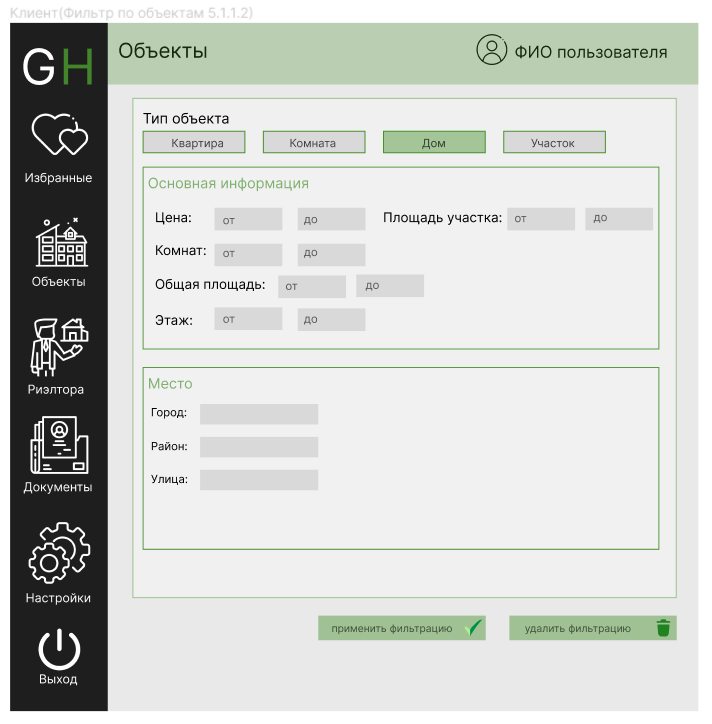 Клиент(Фильтр по объектам 5.1.1.2)
GH
Объекты
ФИО пользователя
Избранные
Объекты
Риэлтора
Документы
Настройки
Выход
Тип объекта
Квартира Комната Дом Участок
Основная информация
Цена: от до Площадь участка: от до
Комнат: от до
Общая площадь: от до
Этаж: от до
Место
Город:
Район:
Улица:
применить фильтрацию удалить фильтрацию